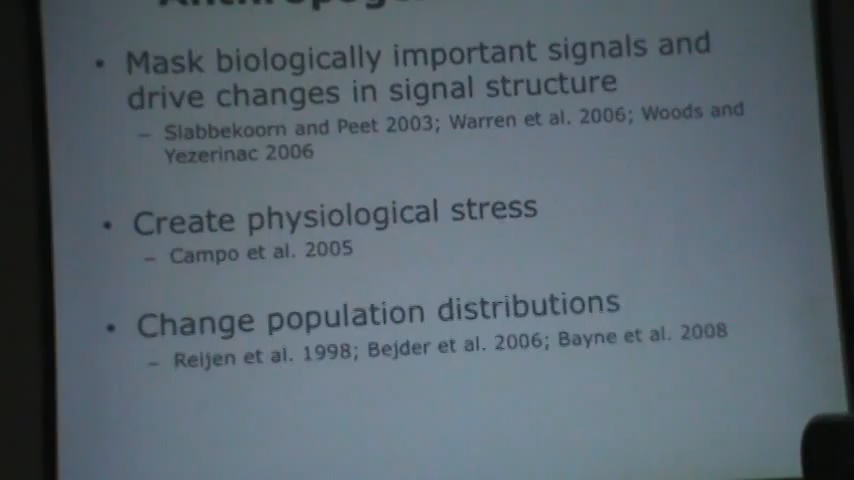 • Mask biologically important signals and
drive changes in signal structure
– Slabbekoorn and Peet 2003; Warren et al. 2006; Woods and
Yezerinac 2006
• Create physiological stress
– Campo et al. 2005
• Change population distributions
– Reijen et al. 1998; Bejder et al. 2006; Bayne et al. 2008